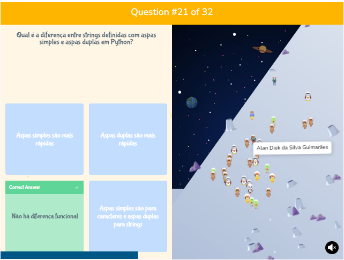 Question #21 of 32
Qual é a diferença entre strings definidas com aspas
simples e aspas duplas em Python?
Aspas simples são mais
rápidas
Aspas duplas são mais
rápidas
Correct Answer
Não há diferença funcional
Aspas simples são para
caracteres e aspas duplas
para strings
Alan Diek da Silva Guimarães